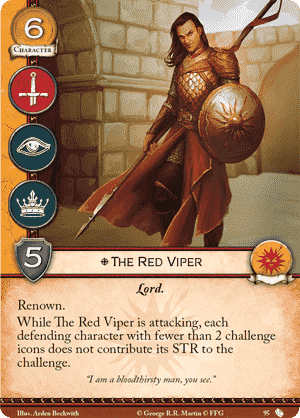 6
CHARACTER
5
THE RED VIPER
Lord.
Renown.
While The Red Viper is attacking, each
defending character with fewer than 2 challenge
icons does not contribute its STR to the
challenge.
"I am a bloodthirsty man, you see."
Illus. Arden Beckwith © George R.R. Martin © FFG 95